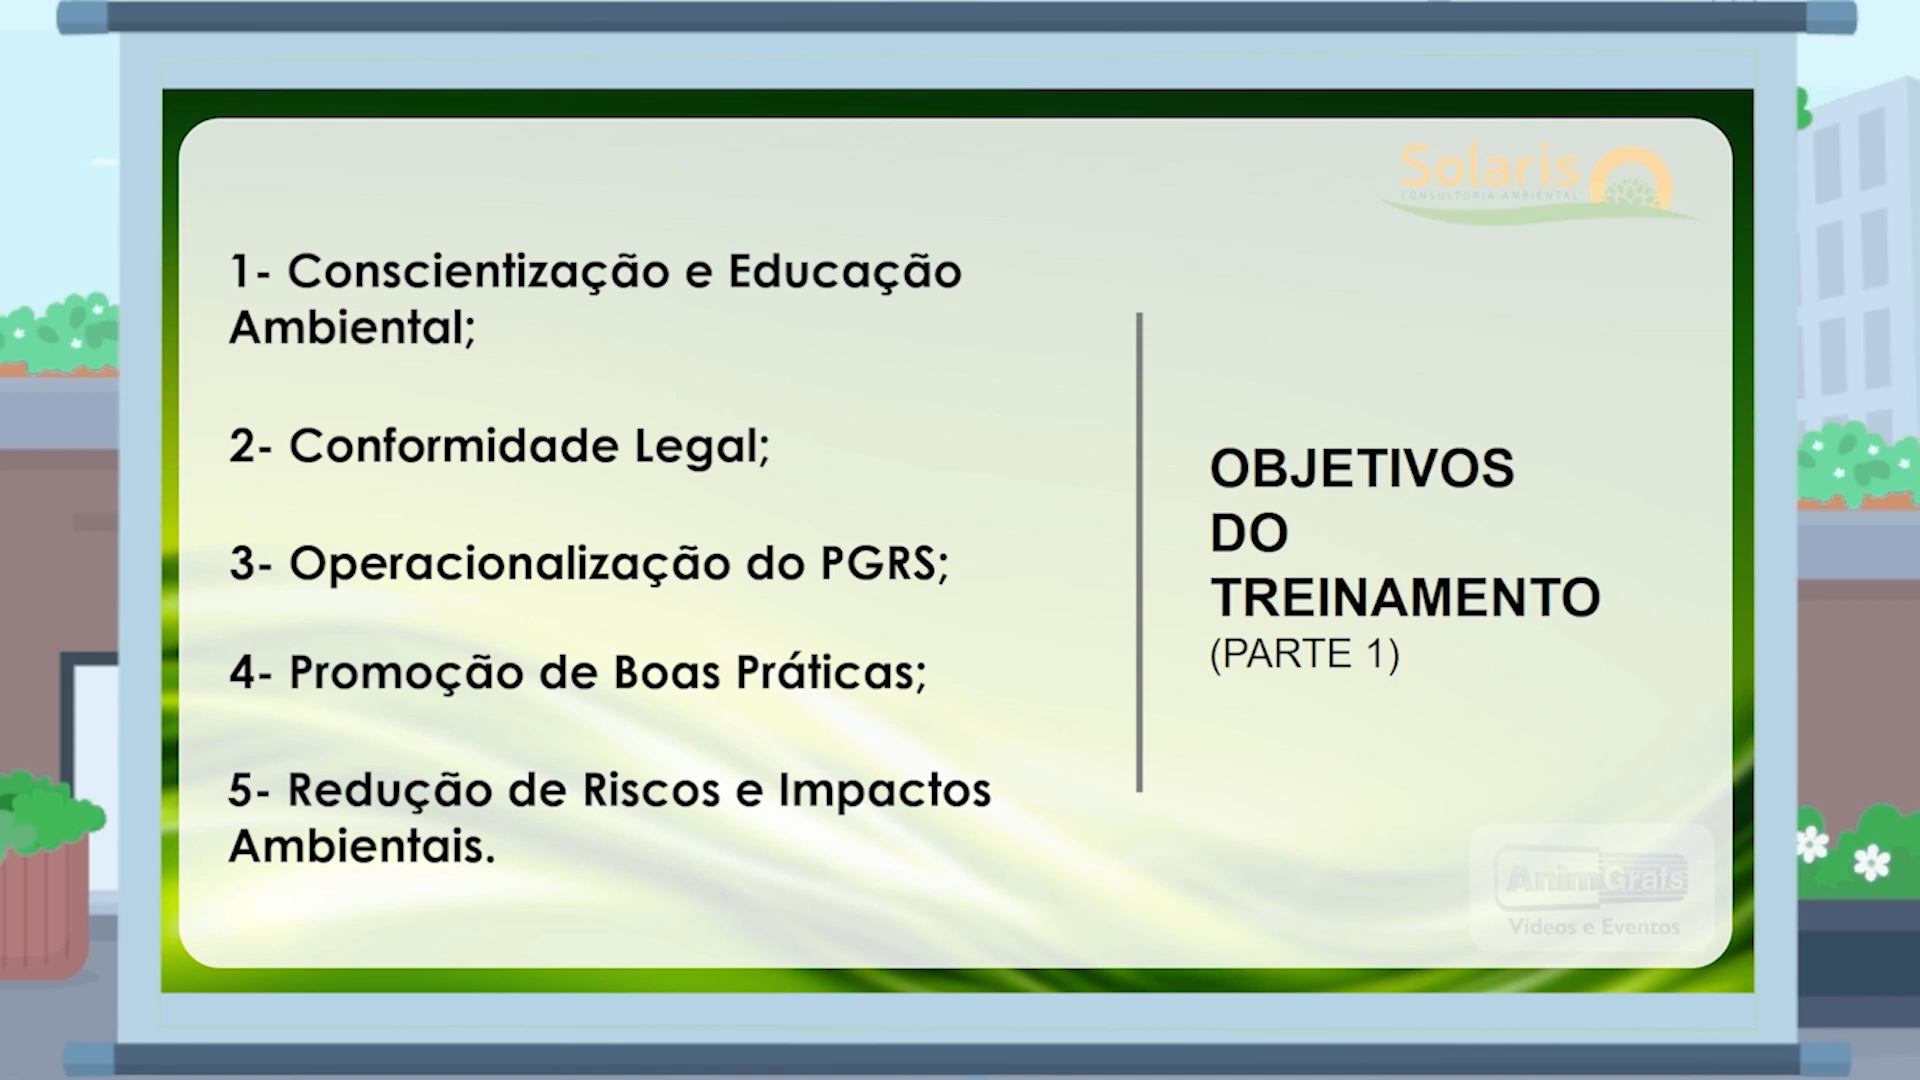 Solaris
CONSULTORIA AMBIENTAL
1- Conscientização e Educação
Ambiental;
2- Conformidade Legal;
3- Operacionalização do PGRS;
4- Promoção de Boas Práticas;
5- Redução de Riscos e Impactos
Ambientais.
OBJETIVOS
DO
TREINAMENTO
(PARTE 1)
AnimGrafs
Vídeos e Eventos